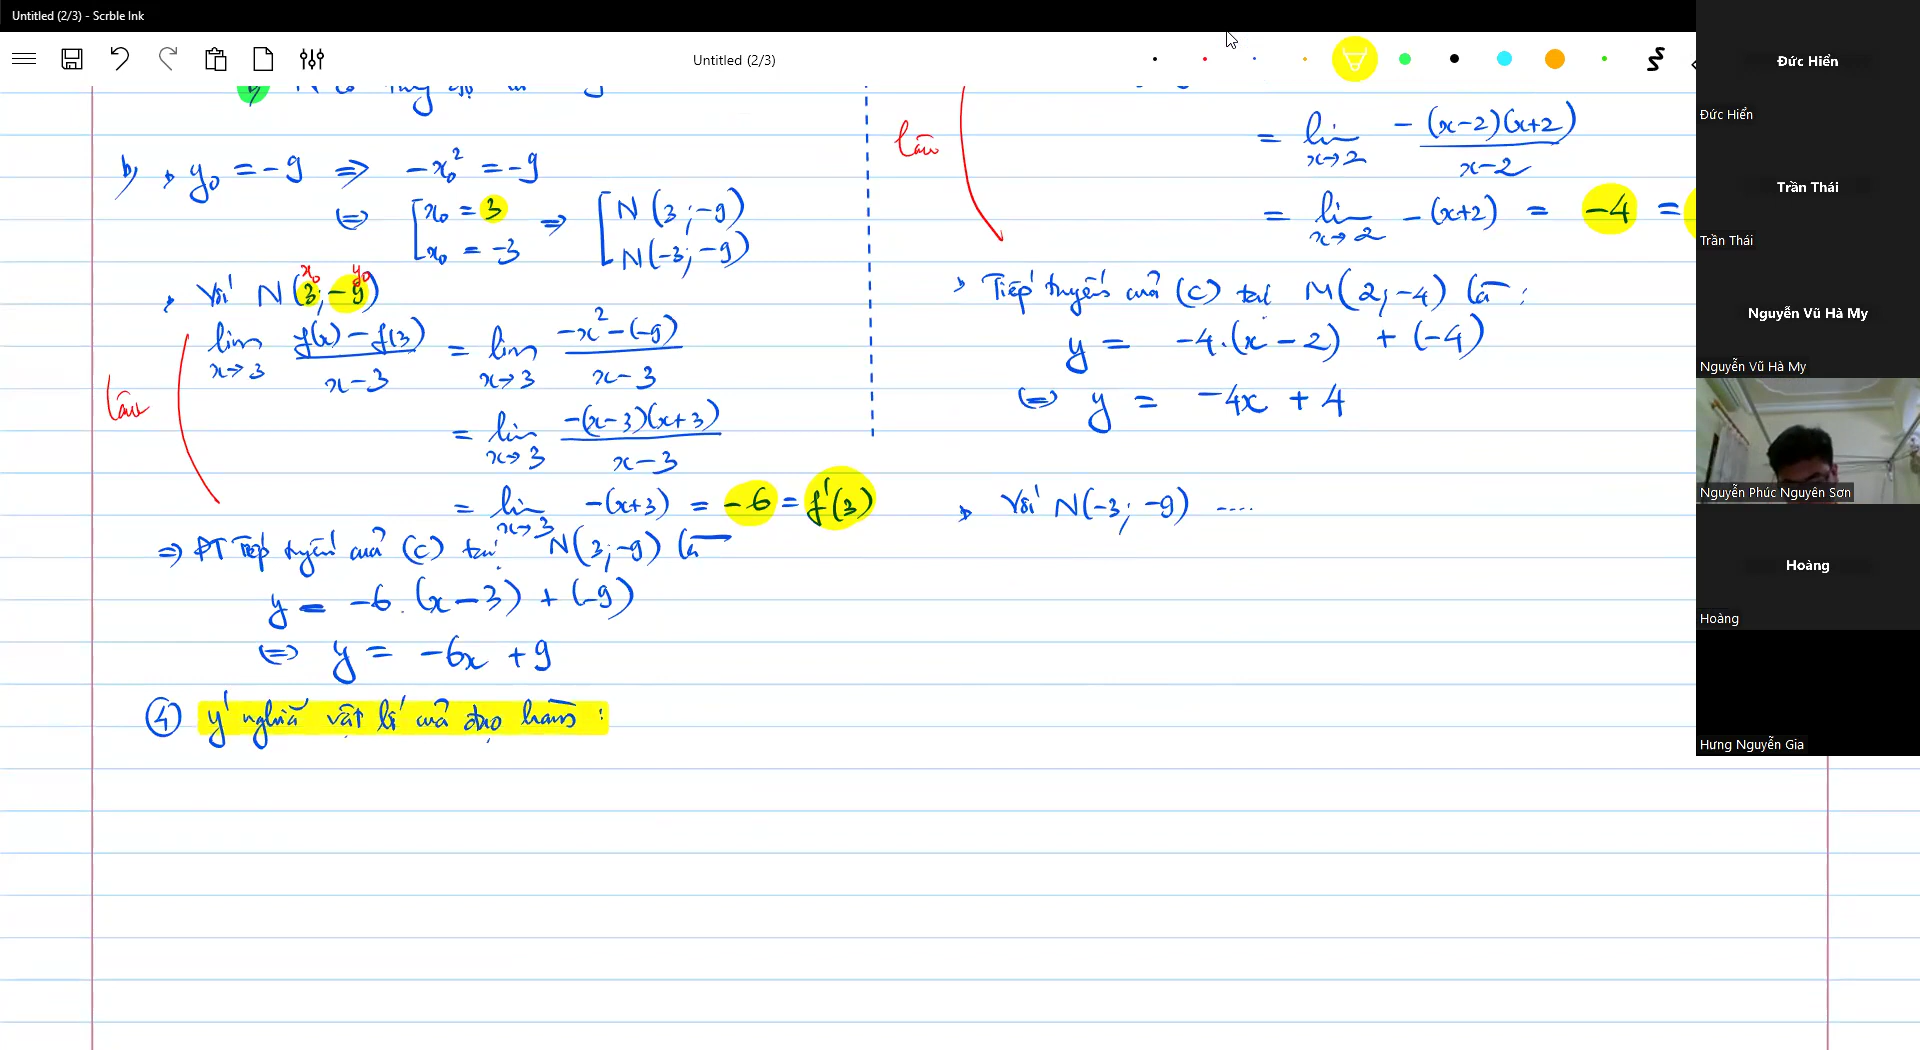 Untitled (2/3) - Scrble Ink
Untitled (2/3)
b) y₀ = -9 ⇒ -x₀² = -9
⇔ [ x₀ = 3 ⇒ [ N(3; -9)
x₀ = -3 N(-3; -9)
Với N(3; -9)
x₀ y₀
lim x→3 (f(x) - f(3))/(x-3) = lim x→3 (-x² - (-9))/(x-3)
lâu
= lim x→3 (-(x-3)(x+3))/(x-3)
= lim x→3 -(x+3) = -6 = f'(3)
⇒ PT Tiếp tuyến của (C) tại N(3; -9) là
y = -6.(x-3) + (-9)
⇔ y = -6x + 9
④ Ý nghĩa vật lí của đạo hàm :
lâu
= lim x→2 (-(x-2)(x+2))/(x-2)
= lim x→2 -(x+2) = -4 =
Tiếp tuyến của (C) tại M(2; -4) là :
y = -4.(x - 2) + (-4)
⇔ y = -4x + 4
Với N(-3; -9) ....
Đức Hiển
Đức Hiển
Trần Thái
Trần Thái
Nguyễn Vũ Hà My
Nguyễn Vũ Hà My
Nguyễn Phúc Nguyên Sơn
Hoàng
Hoàng
Hưng Nguyễn Gia